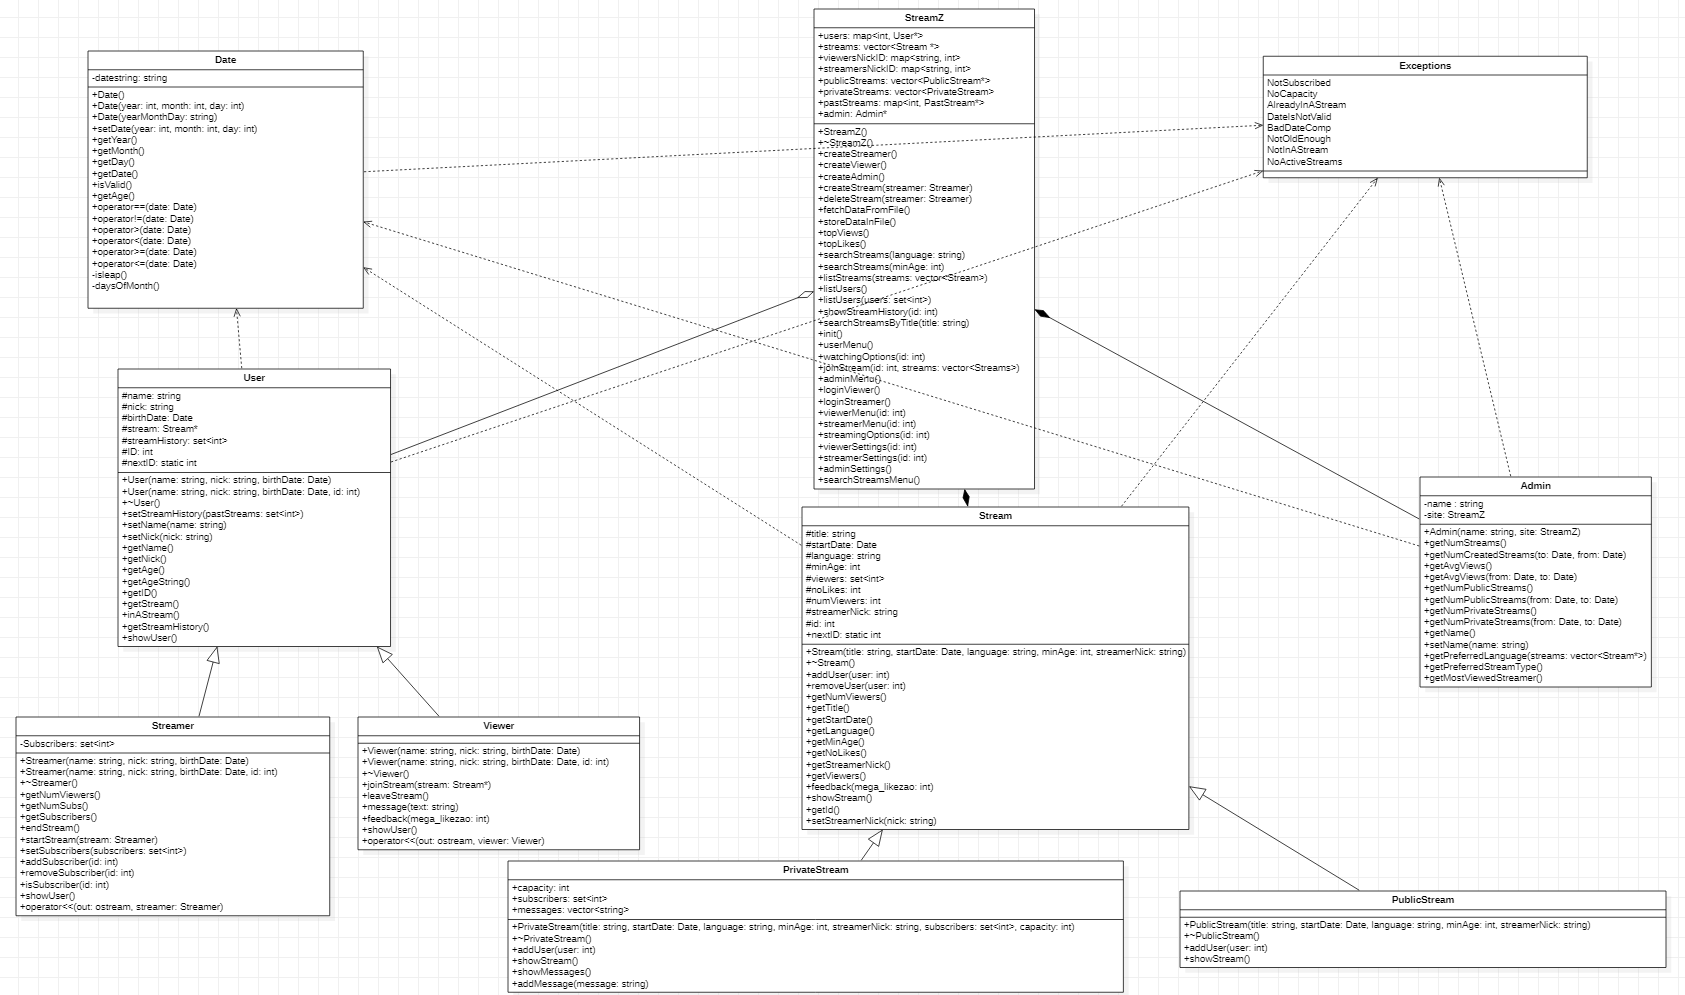 StreamZ
+users: map<int, User*>
+streams: vector<Stream *>
+viewersNickID: map<string, int>
+streamersNickID: map<string, int>
+publicStreams: vector<PublicStream*>
+privateStreams: vector<PrivateStream>
+pastStreams: map<int, PastStream*>
+admin: Admin*
+StreamZ()
+~StreamZ()
+createStreamer()
+createViewer()
+createAdmin()
+createStream(streamer: Streamer)
+deleteStream(streamer: Streamer)
+fetchDataFromFile()
+storeDataInFile()
+topViews()
+topLikes()
+searchStreams(language: string)
+searchStreams(minAge: int)
+listStreams(streams: vector<Stream>)
+listUsers()
+listUsers(users: set<int>)
+showStreamHistory(id: int)
+searchStreamsByTitle(title: string)
+init()
+userMenu()
+watchingOptions(id: int)
+joinStream(id: int, streams: vector<Streams>)
+adminMenu()
+loginViewer()
+loginStreamer()
+viewerMenu(id: int)
+streamerMenu(id: int)
+streamingOptions(id: int)
+viewerSettings(id: int)
+streamerSettings(id: int)
+adminSettings()
+searchStreamsMenu()
Date
-datestring: string
+Date()
+Date(year: int, month: int, day: int)
+Date(yearMonthDay: string)
+setDate(year: int, month: int, day: int)
+getYear()
+getMonth()
+getDay()
+getDate()
+isValid()
+getAge()
+operator==(date: Date)
+operator!=(date: Date)
+operator>(date: Date)
+operator<(date: Date)
+operator>=(date: Date)
+operator<=(date: Date)
-isleap()
-daysOfMonth()
Exceptions
NotSubscribed
NoCapacity
AlreadyInAStream
DateIsNotValid
BadDateComp
NotOldEnough
NotInAStream
NoActiveStreams
User
#name: string
#nick: string
#birthDate: Date
#stream: Stream*
#streamHistory: set<int>
#ID: int
#nextID: static int
+User(name: string, nick: string, birthDate: Date)
+User(name: string, nick: string, birthDate: Date, id: int)
+~User()
+setStreamHistory(pastStreams: set<int>)
+setName(name: string)
+setNick(nick: string)
+getName()
+getNick()
+getAge()
+getAgeString()
+getID()
+getStream()
+inAStream()
+getStreamHistory()
+showUser()
Admin
-name : string
-site: StreamZ
+Admin(name: string, site: StreamZ)
+getNumStreams()
+getNumCreatedStreams(to: Date, from: Date)
+getAvgViews()
+getAvgViews(from: Date, to: Date)
+getNumPublicStreams()
+getNumPublicStreams(from: Date, to: Date)
+getNumPrivateStreams()
+getNumPrivateStreams(from: Date, to: Date)
+getName()
+setName(name: string)
+getPreferredLanguage(streams: vector<Stream*>)
+getPreferredStreamType()
+getMostViewedStreamer()
Stream
#title: string
#startDate: Date
#language: string
#minAge: int
#viewers: set<int>
#noLikes: int
#numViewers: int
#streamerNick: string
#id: int
+nextID: static int
+Stream(title: string, startDate: Date, language: string, minAge: int, streamerNick: string)
+~Stream()
+addUser(user: int)
+removeUser(user: int)
+getNumViewers()
+getTitle()
+getStartDate()
+getLanguage()
+getMinAge()
+getNoLikes()
+getStreamerNick()
+getViewers()
+feedback(mega_likezao: int)
+showStream()
+getId()
+setStreamerNick(nick: string)
Streamer
-Subscribers: set<int>
+Streamer(name: string, nick: string, birthDate: Date)
+Streamer(name: string, nick: string, birthDate: Date, id: int)
+~Streamer()
+getNumViewers()
+getNumSubs()
+getSubscribers()
+endStream()
+startStream(stream: Streamer)
+setSubscribers(subscribers: set<int>)
+addSubscriber(id: int)
+removeSubscriber(id: int)
+isSubscriber(id: int)
+showUser()
+operator<<(out: ostream, streamer: Streamer)
Viewer
+Viewer(name: string, nick: string, birthDate: Date)
+Viewer(name: string, nick: string, birthDate: Date, id: int)
+~Viewer()
+joinStream(stream: Stream*)
+leaveStream()
+message(text: string)
+feedback(mega_likezao: int)
+showUser()
+operator<<(out: ostream, viewer: Viewer)
PrivateStream
+capacity: int
+subscribers: set<int>
+messages: vector<string>
+PrivateStream(title: string, startDate: Date, language: string, minAge: int, streamerNick: string, subscribers: set<int>, capacity: int)
+~PrivateStream()
+addUser(user: int)
+showStream()
+showMessages()
+addMessage(message: string)
PublicStream
+PublicStream(title: string, startDate: Date, language: string, minAge: int, streamerNick: string)
+~PublicStream()
+addUser(user: int)
+showStream()